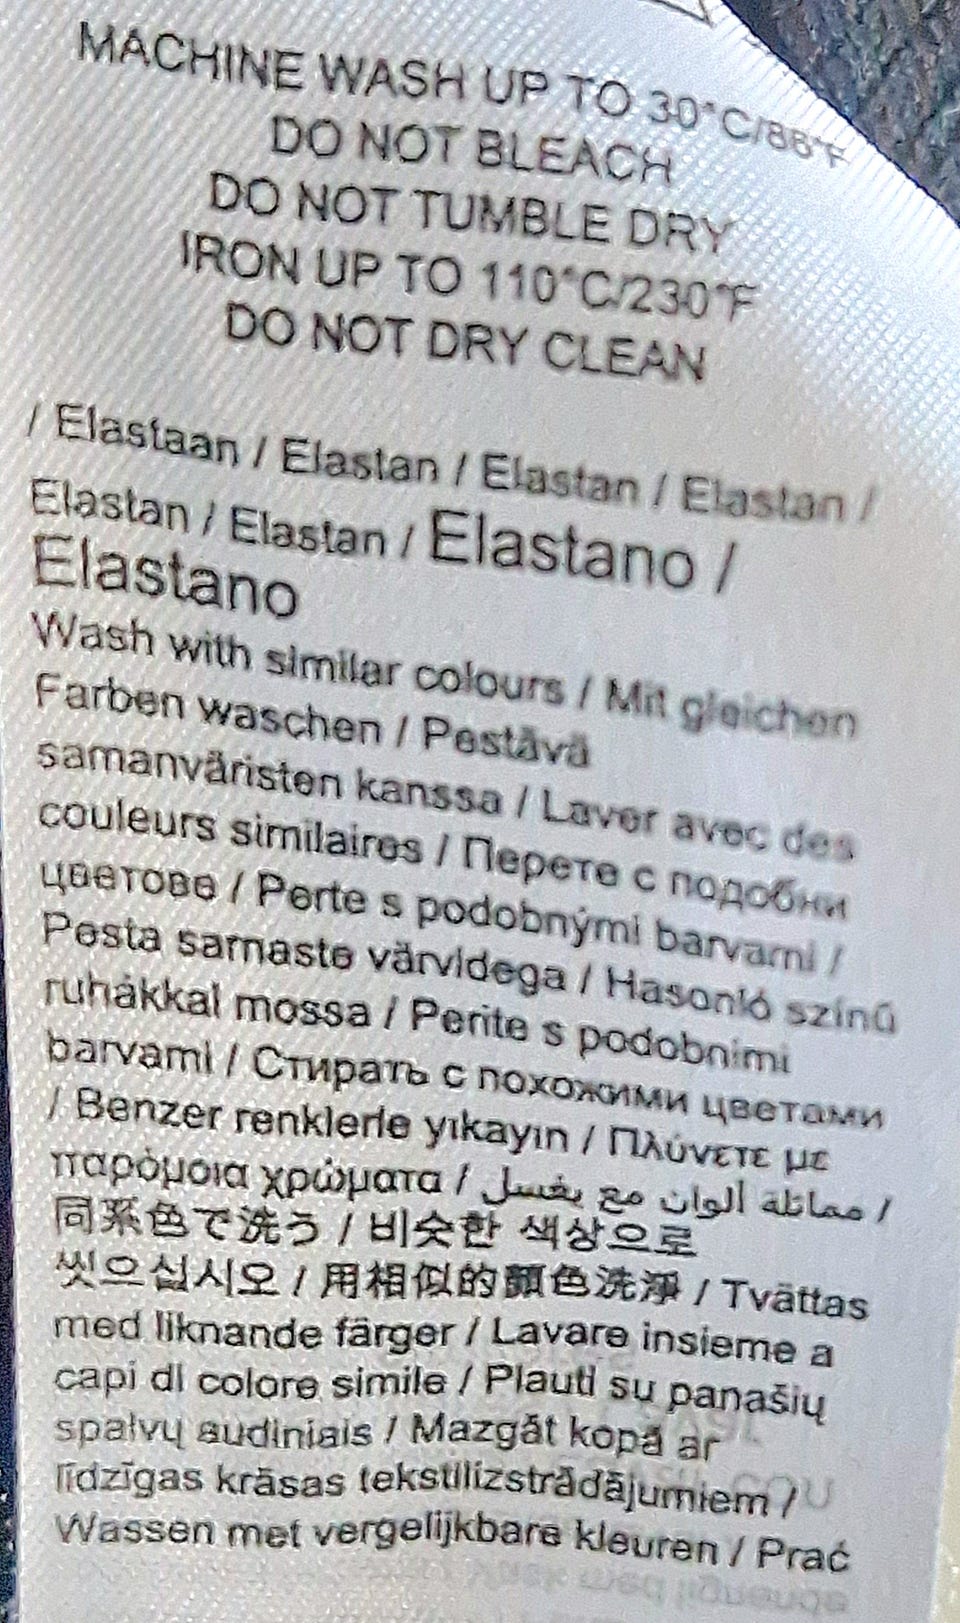 MACHINE WASH UP TO 30°C/86°F
DO NOT BLEACH
DO NOT TUMBLE DRY
IRON UP TO 110°C/230°F
DO NOT DRY CLEAN
/ Elastaan / Elastan / Elastan / Elastan /
Elastan / Elastan / Elastano /
Elastano
Wash with similar colours / Mit gleichen
Farben waschen / Pestävä
samanväristen kanssa / Laver avec des
couleurs similaires / Перете с подобни
цветове / Perte s podobnými barvami /
Pesta samaste värvidega / Hasonló színű
ruhákkal mossa / Perite s podobnimi
barvami / Стирать с похожими цветами
/ Benzer renklerle yıkayın / Πλύνετε με
παρόμοια χρώματα / مماثلة ألوان مع يغسل /
同系色で洗う / 비슷한 색상으로
씻으십시오 / 用相似的顏色洗淨 / Tvättas
med liknande färger / Lavare insieme a
capi di colore simile / Plauti su panašių
spalvų audiniais / Mazgāt kopā ar
līdzīgas krāsas tekstilizstrādājumiem /
Wassen met vergelijkbare kleuren / Prać